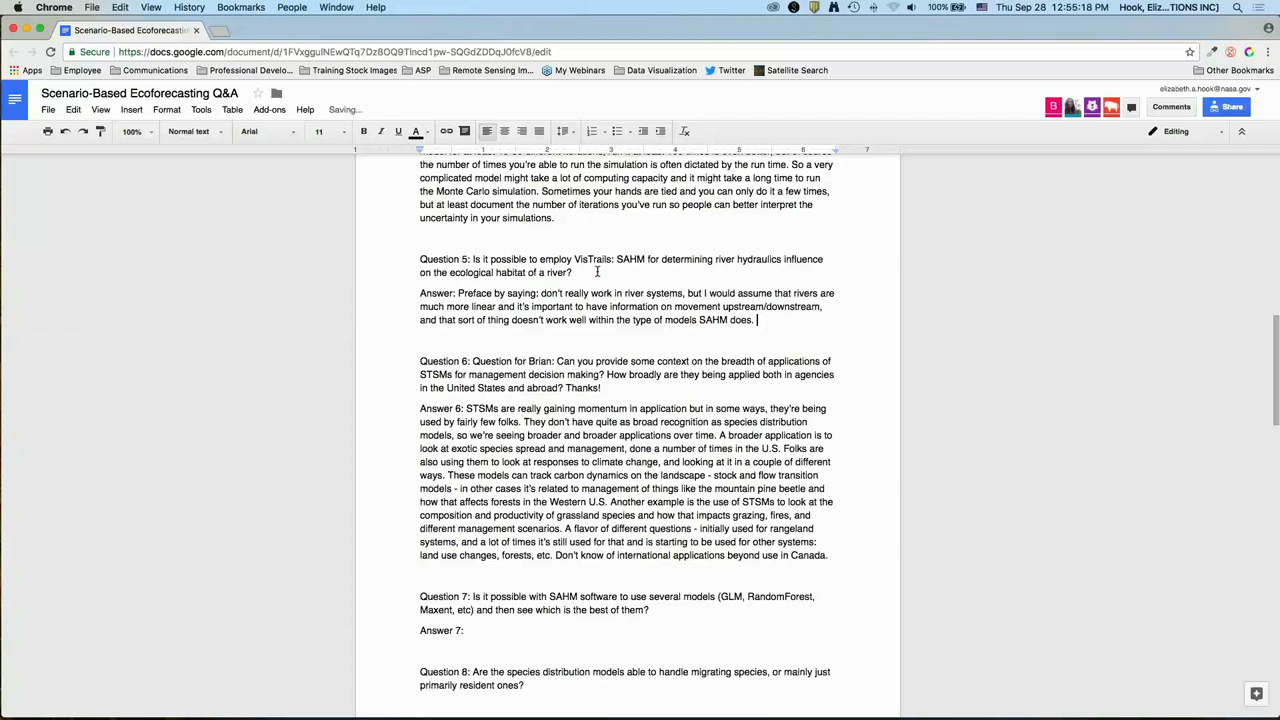 Chrome File Edit View History Bookmarks People Window Help 100% Thu Sep 28 12:55:18 PM Hook, Eliz...TIONS INC]
Scenario-Based Ecoforecasting
Secure https://docs.google.com/document/d/1FVxggulNEwQTq7Dz8OQ9Tlncd1pw-SQGdZDDqJ0fcV8/edit
Apps Employee Communications Professional Develo... Training Stock Images ASP Remote Sensing Im... My Webinars Data Visualization Twitter Satellite Search Other Bookmarks
Scenario-Based Ecoforecasting Q&A
elizabeth.a.hook@nasa.gov
File Edit View Insert Format Tools Table Add-ons Help Saving...
Comments Share
100% Normal text Arial 11 B I U A Editing
1 1 2 3 4 5 6 7
the number of times you're able to run the simulation is often dictated by the run time. So a very
complicated model might take a lot of computing capacity and it might take a long time to run
the Monte Carlo simulation. Sometimes your hands are tied and you can only do it a few times,
but at least document the number of iterations you've run so people can better interpret the
uncertainty in your simulations.
Question 5: Is it possible to employ VisTrails: SAHM for determining river hydraulics influence
on the ecological habitat of a river?
Answer: Preface by saying: don't really work in river systems, but I would assume that rivers are
much more linear and it's important to have information on movement upstream/downstream,
and that sort of thing doesn't work well within the type of models SAHM does.
Question 6: Question for Brian: Can you provide some context on the breadth of applications of
STSMs for management decision making? How broadly are they being applied both in agencies
in the United States and abroad? Thanks!
Answer 6: STSMs are really gaining momentum in application but in some ways, they're being
used by fairly few folks. They don't have quite as broad recognition as species distribution
models, so we're seeing broader and broader applications over time. A broader application is to
look at exotic species spread and management, done a number of times in the U.S. Folks are
also using them to look at responses to climate change, and looking at it in a couple of different
ways. These models can track carbon dynamics on the landscape - stock and flow transition
models - in other cases it's related to management of things like the mountain pine beetle and
how that affects forests in the Western U.S. Another example is the use of STSMs to look at the
composition and productivity of grassland species and how that impacts grazing, fires, and
different management scenarios. A flavor of different questions - initially used for rangeland
systems, and a lot of times it's still used for that and is starting to be used for other systems:
land use changes, forests, etc. Don't know of international applications beyond use in Canada.
Question 7: Is it possible with SAHM software to use several models (GLM, RandomForest,
Maxent, etc) and then see which is the best of them?
Answer 7:
Question 8: Are the species distribution models able to handle migrating species, or mainly just
primarily resident ones?